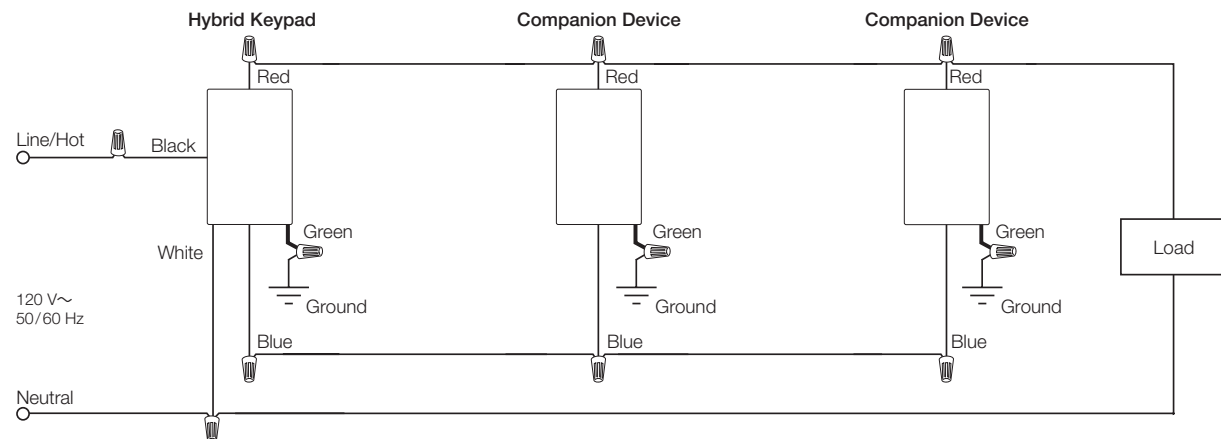 Hybrid Keypad
Companion Device
Companion Device
Red
Red
Red
Line/Hot
Black
White
Green
Green
Green
Load
120 V~
50/60 Hz
Ground
Ground
Ground
Blue
Blue
Blue
Neutral